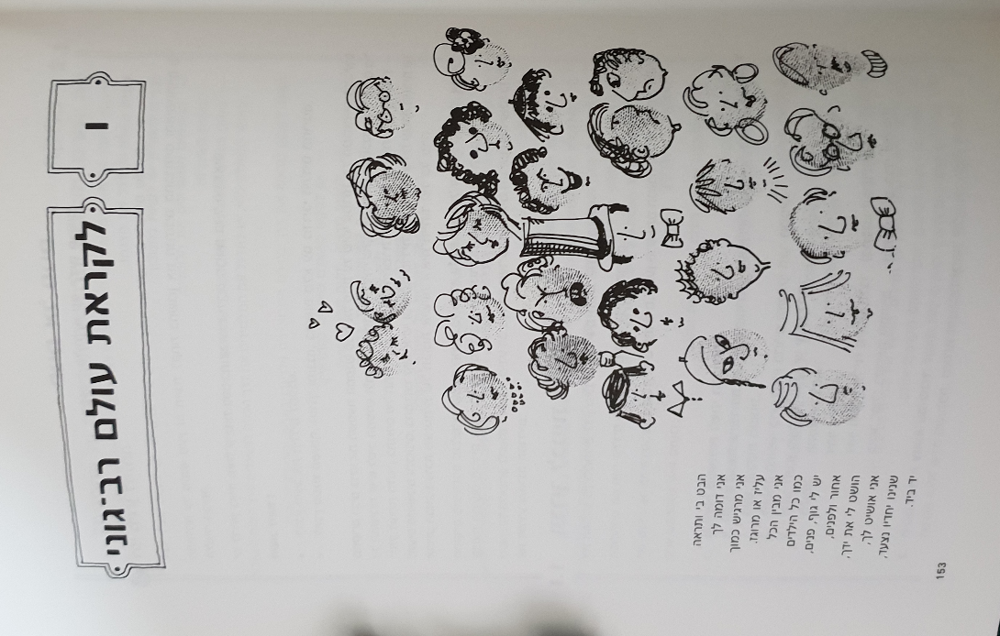 ו
לקראת עולם רב־גוני
הבט בי ותראה
אני דומה לך
אני מרגיש כמוך
עליז או מרוגז.
אני מבין הכל
כמו כל הילדים
יש לי גוף, פנים,
אחור ולפנים.
הושט לי את ידך,
אני אושיט לך,
שנינו יחדיו נצעד.
153